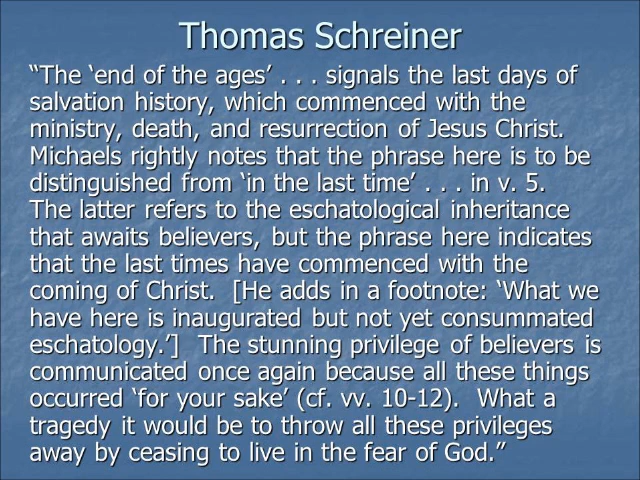 Thomas Schreiner
“The ‘end of the ages’ . . . signals the last days of
salvation history, which commenced with the
ministry, death, and resurrection of Jesus Christ.
Michaels rightly notes that the phrase here is to be
distinguished from ‘in the last time’ . . . in v. 5.
The latter refers to the eschatological inheritance
that awaits believers, but the phrase here indicates
that the last times have commenced with the
coming of Christ.  [He adds in a footnote: ‘What we
have here is inaugurated but not yet consummated
eschatology.’]  The stunning privilege of believers is
communicated once again because all these things
occurred ‘for your sake’ (cf. vv. 10-12).  What a
tragedy it would be to throw all these privileges
away by ceasing to live in the fear of God.”